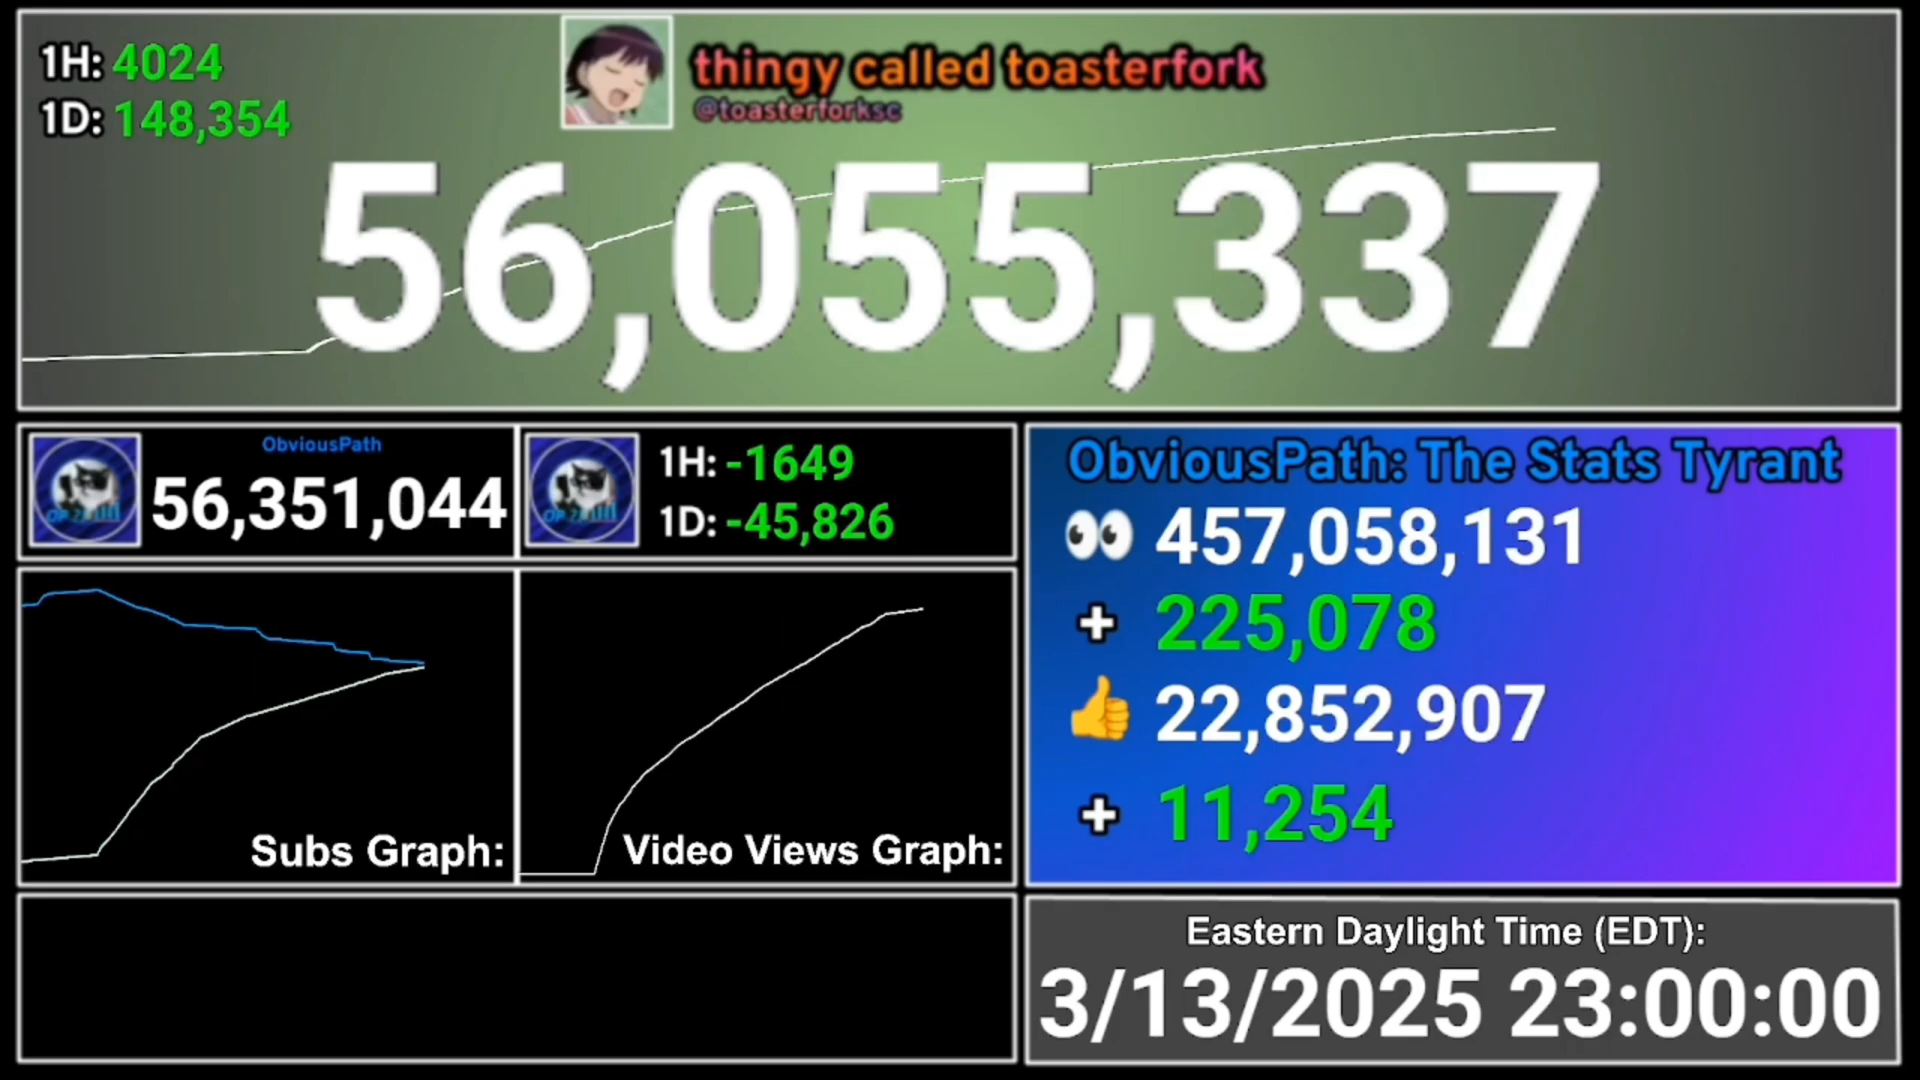 1H: 4024
1D: 148,354
thingy called toasterfork
@toasterforksc
56,055,337
ObviousPath
56,351,044
1H: -1649
1D: -45,826
ObviousPath: The Stats Tyrant
👀 457,058,131
+ 225,078
👍 22,852,907
+ 11,254
Subs Graph:
Video Views Graph:
Eastern Daylight Time (EDT):
3/13/2025 23:00:00